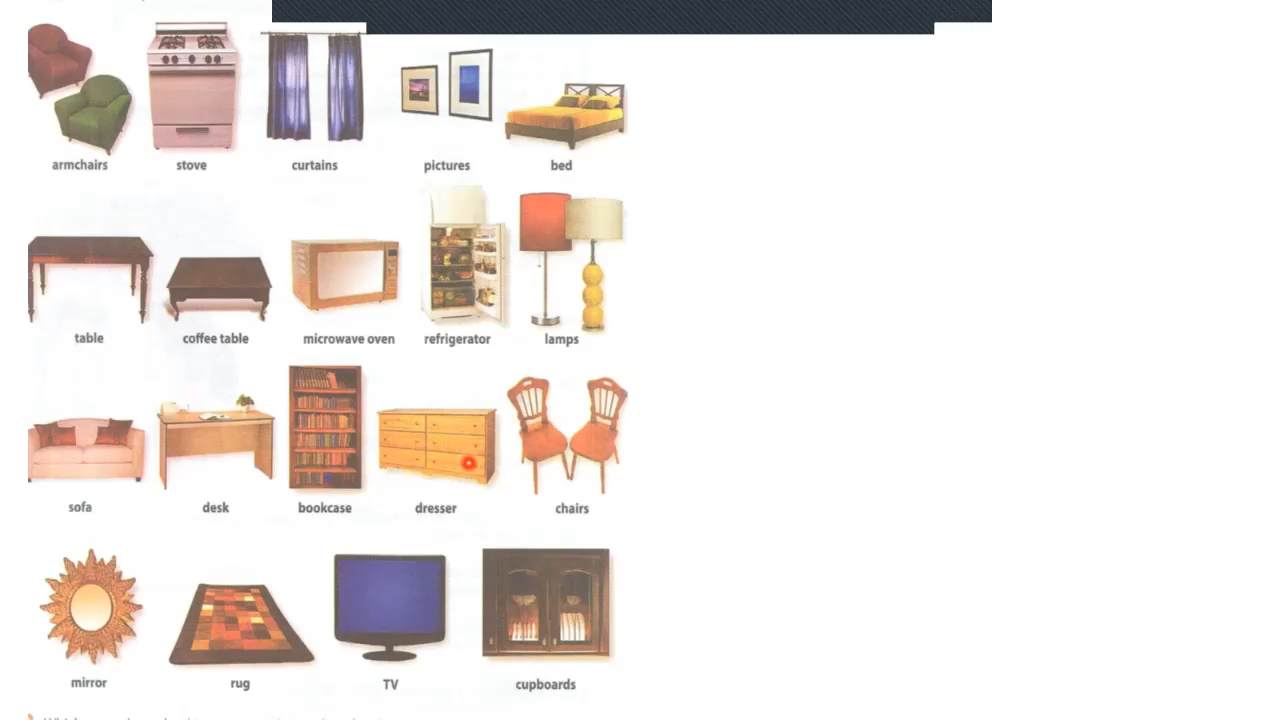 armchairs stove curtains pictures bed
table coffee table microwave oven refrigerator lamps
sofa desk bookcase dresser chairs
mirror rug TV cupboards